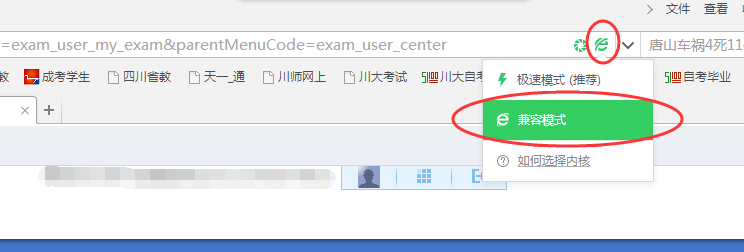 文件 查看
=exam_user_my_exam&parentMenuCode=exam_user_center
唐山车祸4死11
教 成考学生 四川省教 天一_通 川师网上 川大考试 川大自考 自考毕业
极速模式 (推荐)
兼容模式
如何选择内核